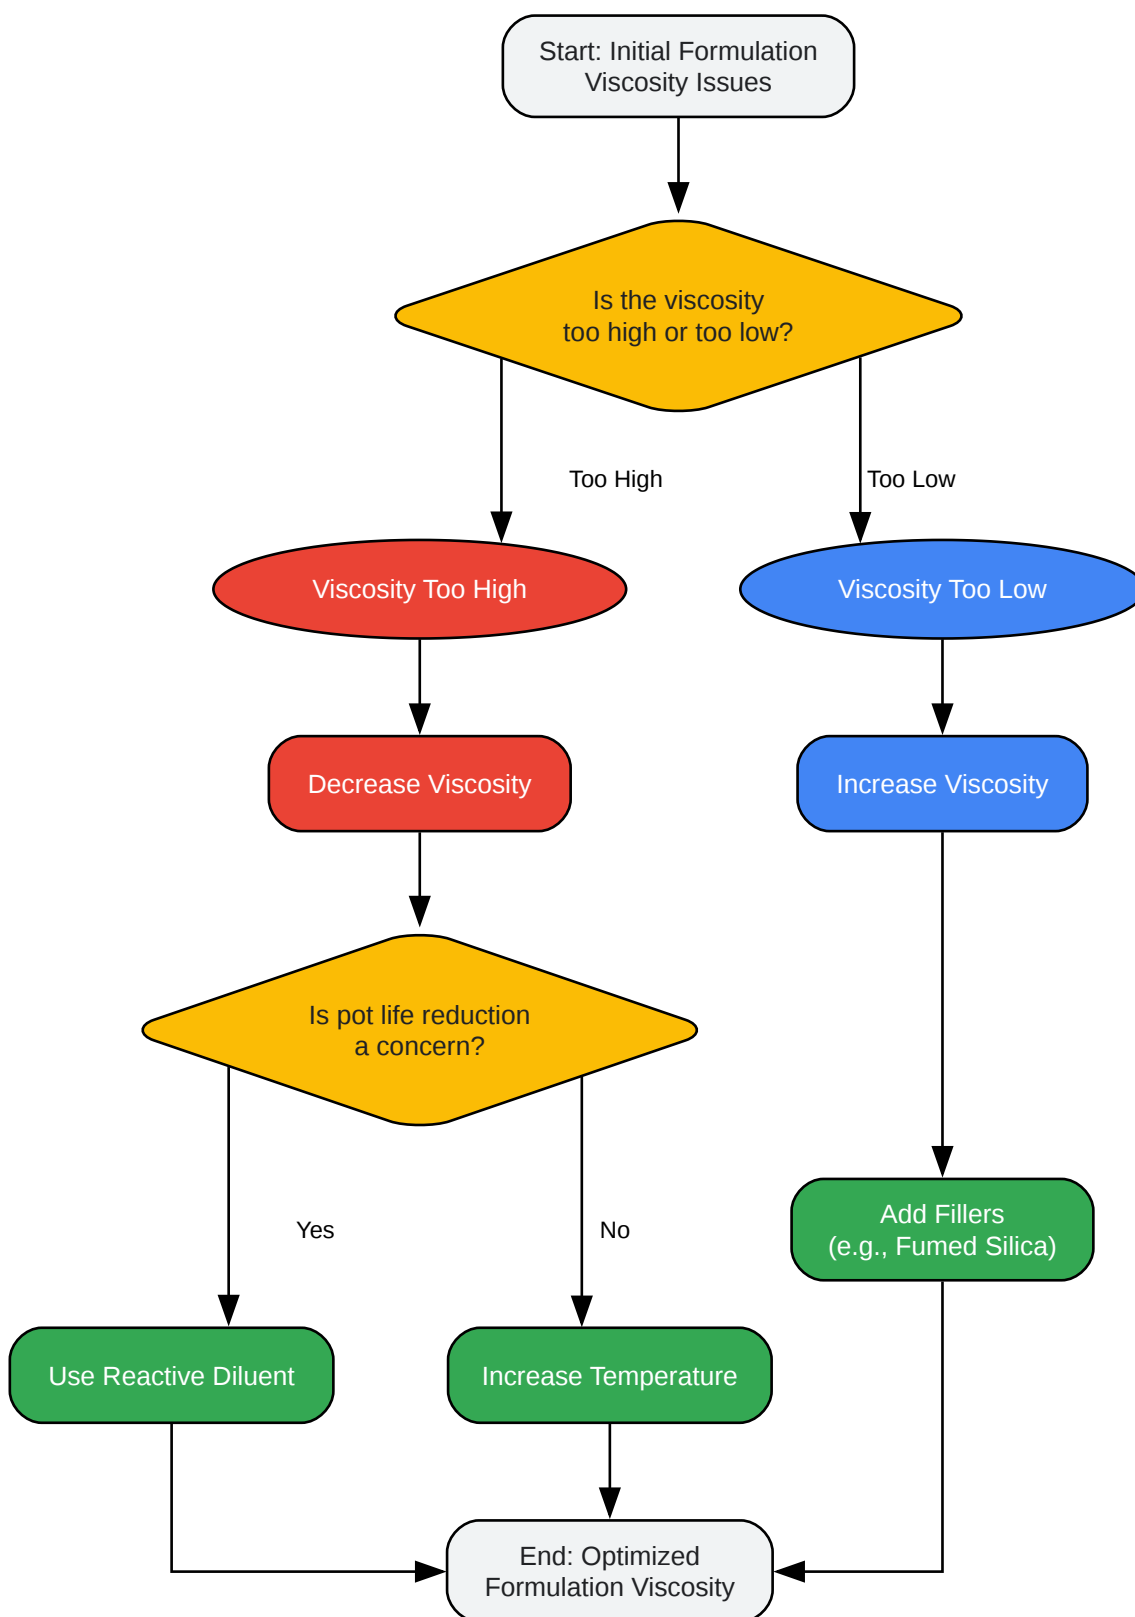 Start: Initial Formulation
Viscosity Issues
Is the viscosity
too high or too low?
Too High
Too Low
Viscosity Too High
Viscosity Too Low
Decrease Viscosity
Increase Viscosity
Is pot life reduction
a concern?
Yes
No
Add Fillers
(e.g., Fumed Silica)
Use Reactive Diluent
Increase Temperature
End: Optimized
Formulation Viscosity